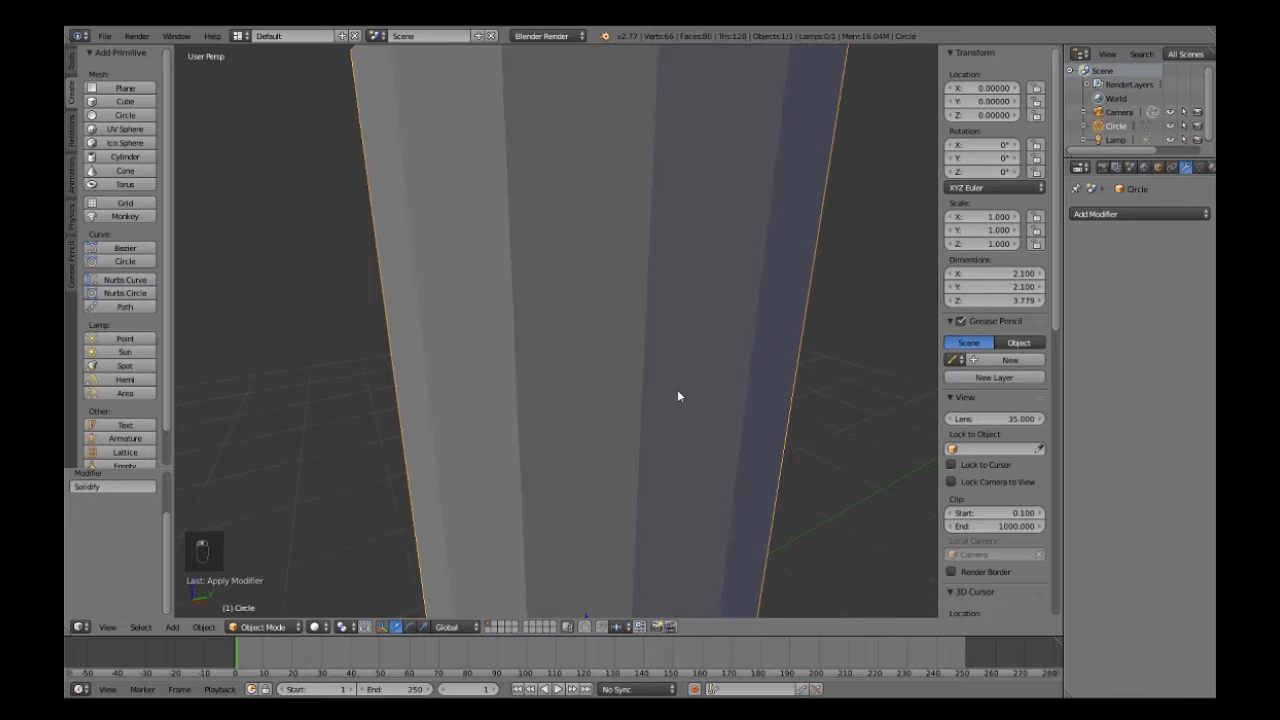 File Render Window Help Default Scene Blender Render v2.77 | Verts:66 | Faces:80 | Tris:128 | Objects:1/3 | Lamps:0/1 | Mem:16.04M | Circle
Add Primitive
Mesh:
Plane
Cube
Circle
UV Sphere
Ico Sphere
Cylinder
Cone
Torus
Grid
Monkey
Curve:
Bezier
Circle
Nurbs Curve
Nurbs Circle
Path
Lamp:
Point
Sun
Spot
Hemi
Area
Other:
Text
Armature
Lattice
Empty
Modifier
Solidify
Tools
Create
Relations
Animation
Physics
Grease Pencil
User Persp
Last: Apply Modifier
(1) Circle
Transform
Location:
X: 0.00000
Y: 0.00000
Z: 0.00000
Rotation:
X: 0°
Y: 0°
Z: 0°
XYZ Euler
Scale:
X: 1.000
Y: 1.000
Z: 1.000
Dimensions:
X: 2.100
Y: 2.100
Z: 3.779
Grease Pencil
Scene Object
New
New Layer
View
Lens: 35.000
Lock to Object:
Lock to Cursor
Lock Camera to View
Clip:
Start: 0.100
End: 1000.000
Local Camera:
Camera
Render Border
3D Cursor
Location:
View Search All Scenes
Scene
RenderLayers
World
Camera
Circle
Lamp
Circle
Add Modifier
View Select Add Object Object Mode Global
-50 -40 -30 -20 -10 0 10 20 30 40 50 60 70 80 90 100 110 120 130 140 150 160 170 180 190 200 210 220 230 240 250 260 270 280
View Marker Frame Playback Start: 1 End: 250 1 No Sync